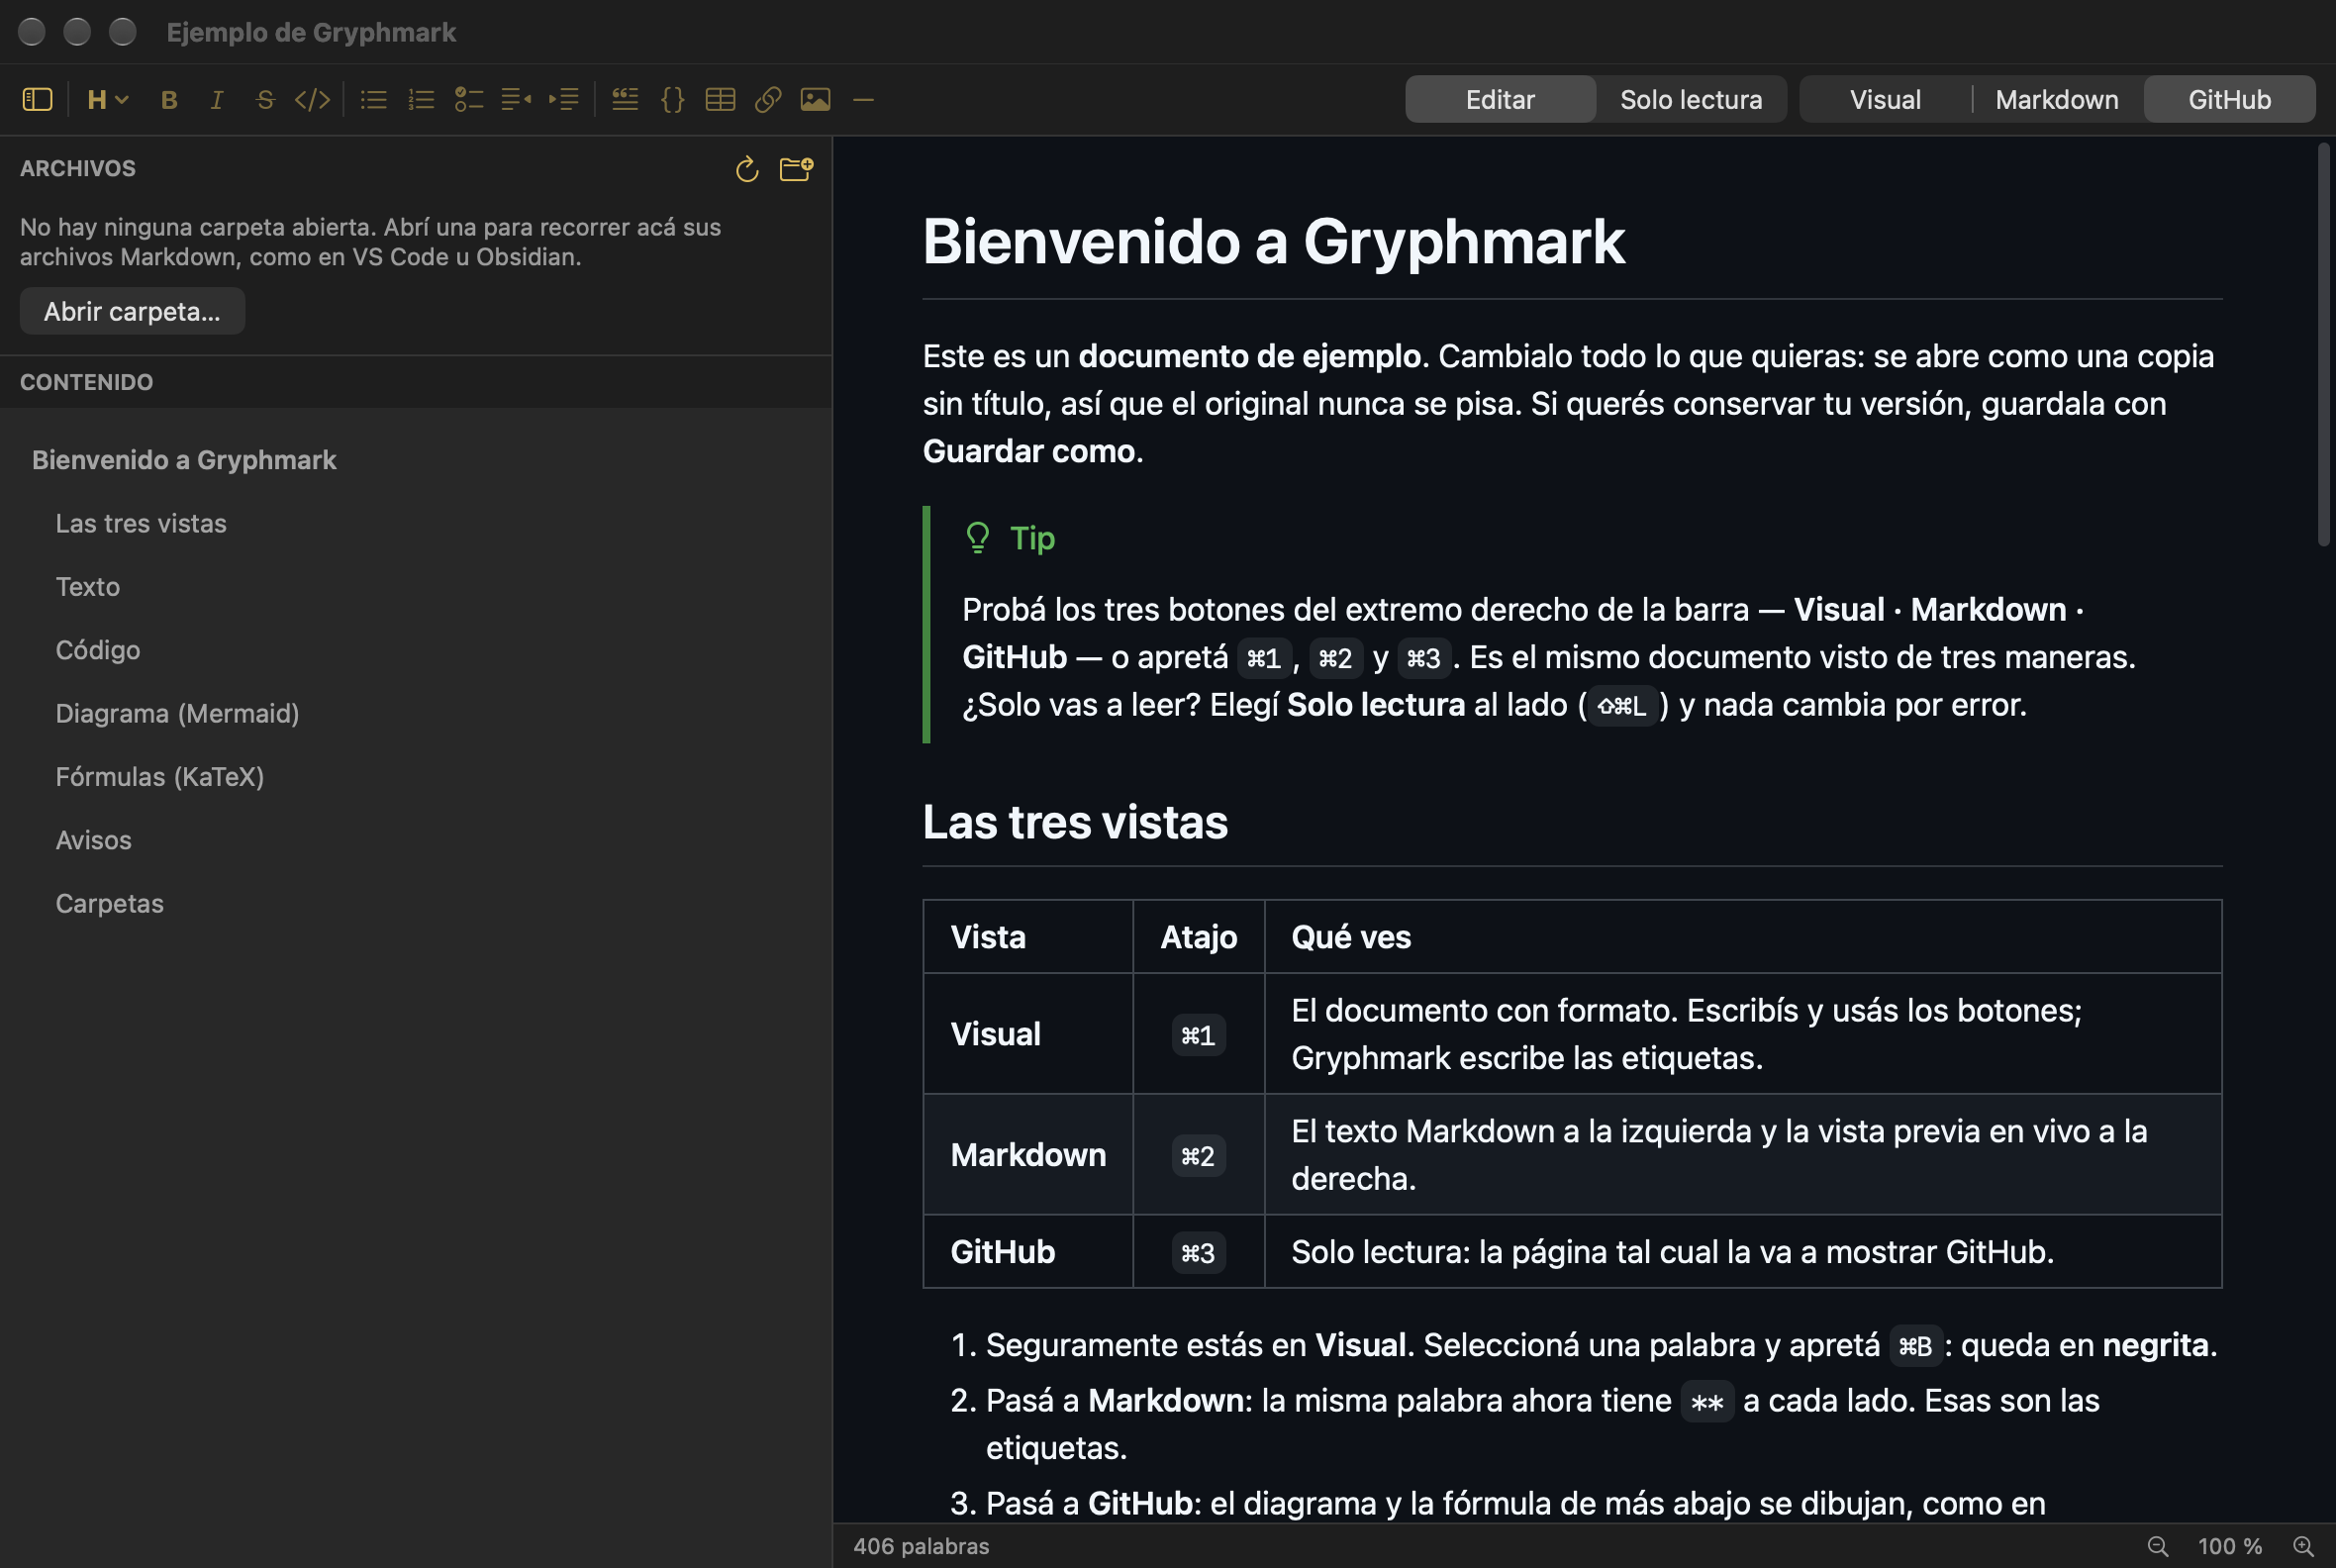 Ejemplo de Gryphmark
H B I S </>
Editar Solo lectura Visual Markdown GitHub
ARCHIVOS
No hay ninguna carpeta abierta. Abrí una para recorrer acá sus
archivos Markdown, como en VS Code u Obsidian.
Abrir carpeta...
CONTENIDO
Bienvenido a Gryphmark
Las tres vistas
Texto
Código
Diagrama (Mermaid)
Fórmulas (KaTeX)
Avisos
Carpetas
Bienvenido a Gryphmark
Este es un documento de ejemplo. Cambialo todo lo que quieras: se abre como una copia
sin título, así que el original nunca se pisa. Si querés conservar tu versión, guardala con
Guardar como.
Tip
Probá los tres botones del extremo derecho de la barra — Visual · Markdown ·
GitHub — o apretá ⌘1, ⌘2 y ⌘3. Es el mismo documento visto de tres maneras.
¿Solo vas a leer? Elegí Solo lectura al lado (⇧⌘L) y nada cambia por error.
Las tres vistas
Vista Atajo Qué ves
Visual ⌘1 El documento con formato. Escribís y usás los botones;
Gryphmark escribe las etiquetas.
Markdown ⌘2 El texto Markdown a la izquierda y la vista previa en vivo a la
derecha.
GitHub ⌘3 Solo lectura: la página tal cual la va a mostrar GitHub.
1. Seguramente estás en Visual. Seleccioná una palabra y apretá ⌘B: queda en negrita.
2. Pasá a Markdown: la misma palabra ahora tiene ** a cada lado. Esas son las
etiquetas.
3. Pasá a GitHub: el diagrama y la fórmula de más abajo se dibujan, como en
406 palabras
100 %